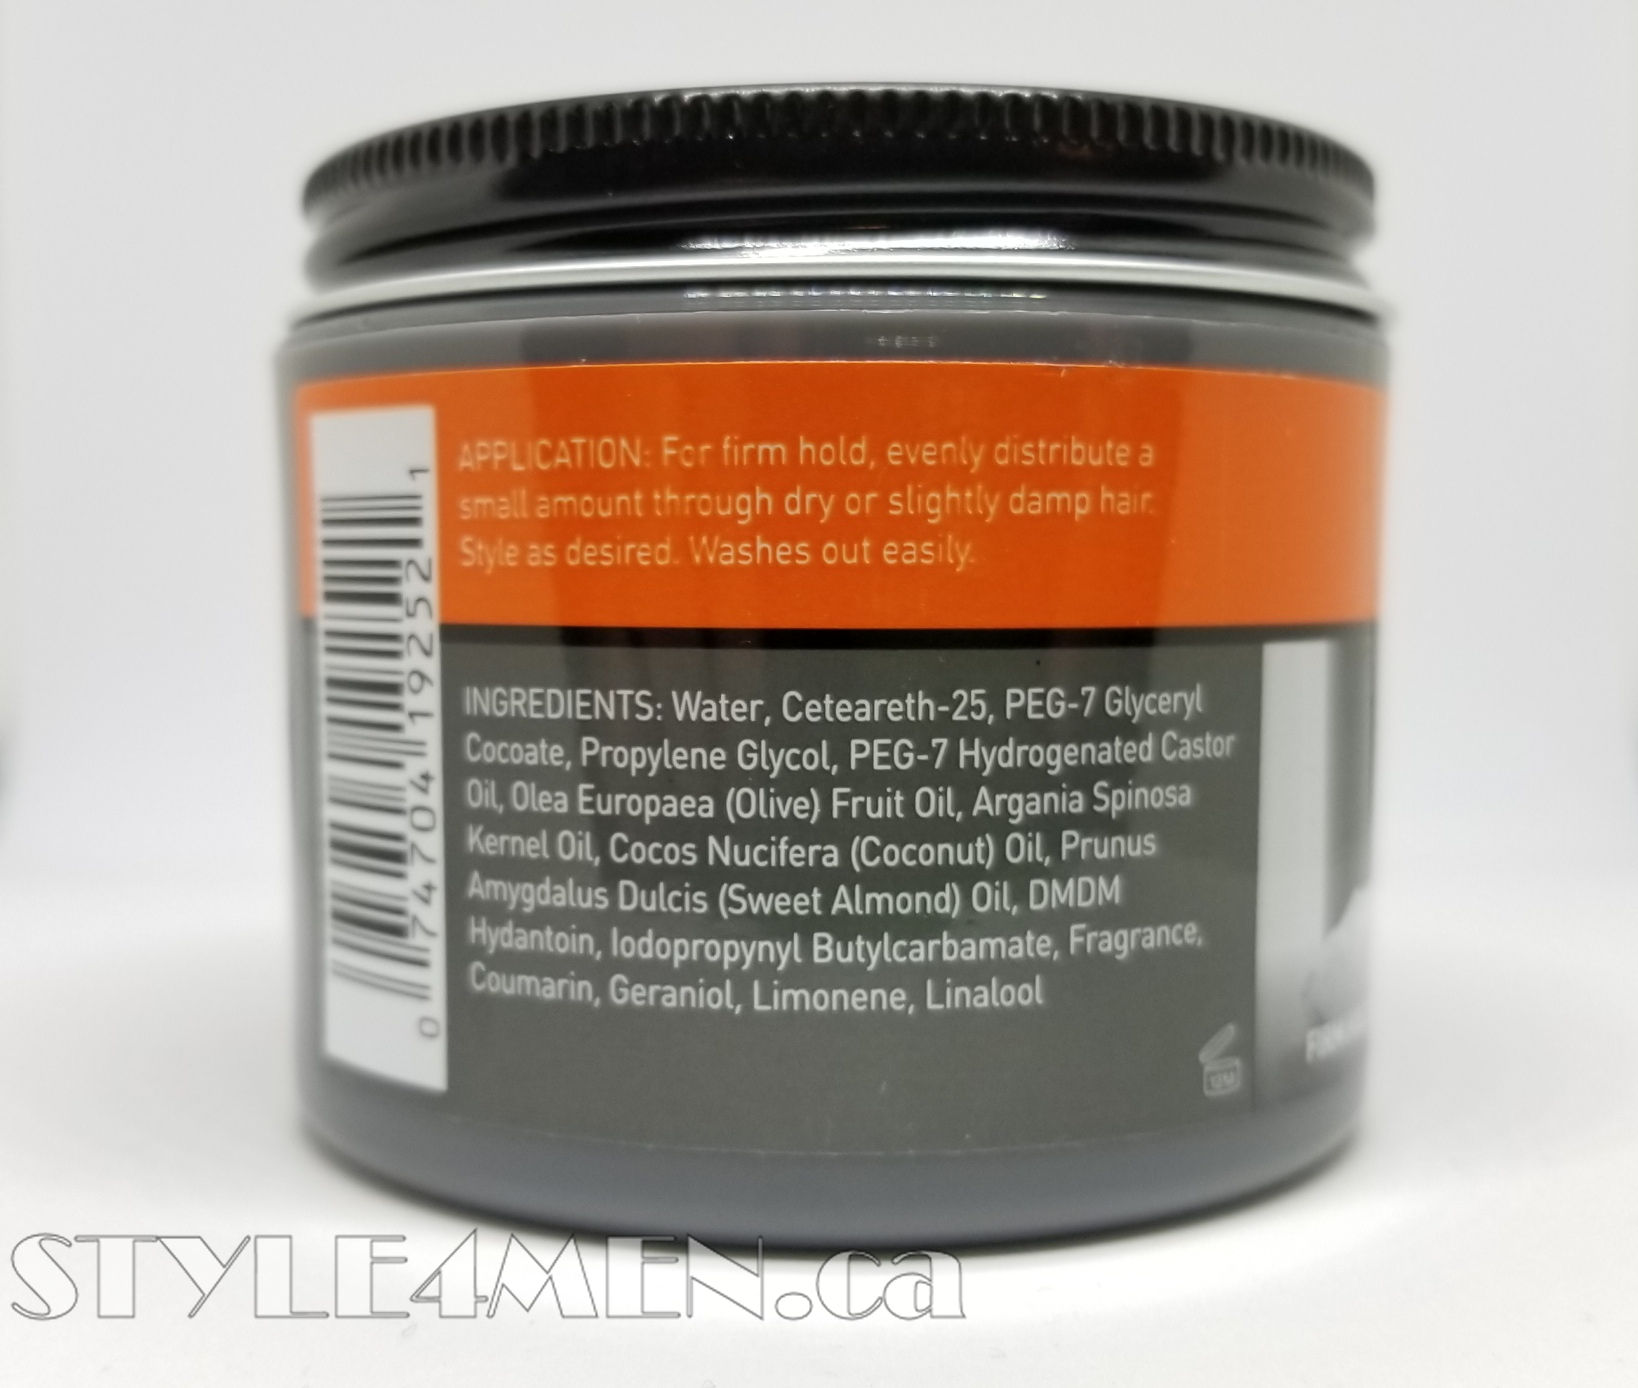 APPLICATION: For firm hold, evenly distribute a
small amount through dry or slightly damp hair.
Style as desired. Washes out easily.
INGREDIENTS: Water, Ceteareth-25, PEG-7 Glyceryl
Cocoate, Propylene Glycol, PEG-7 Hydrogenated Castor
Oil, Olea Europaea (Olive) Fruit Oil, Argania Spinosa
Kernel Oil, Cocos Nucifera (Coconut) Oil, Prunus
Amygdalus Dulcis (Sweet Almond) Oil, DMDM
Hydantoin, Iodopropynyl Butylcarbamate, Fragrance,
Coumarin, Geraniol, Limonene, Linalool
0 74704 19252 1
STYLE4MEN.ca